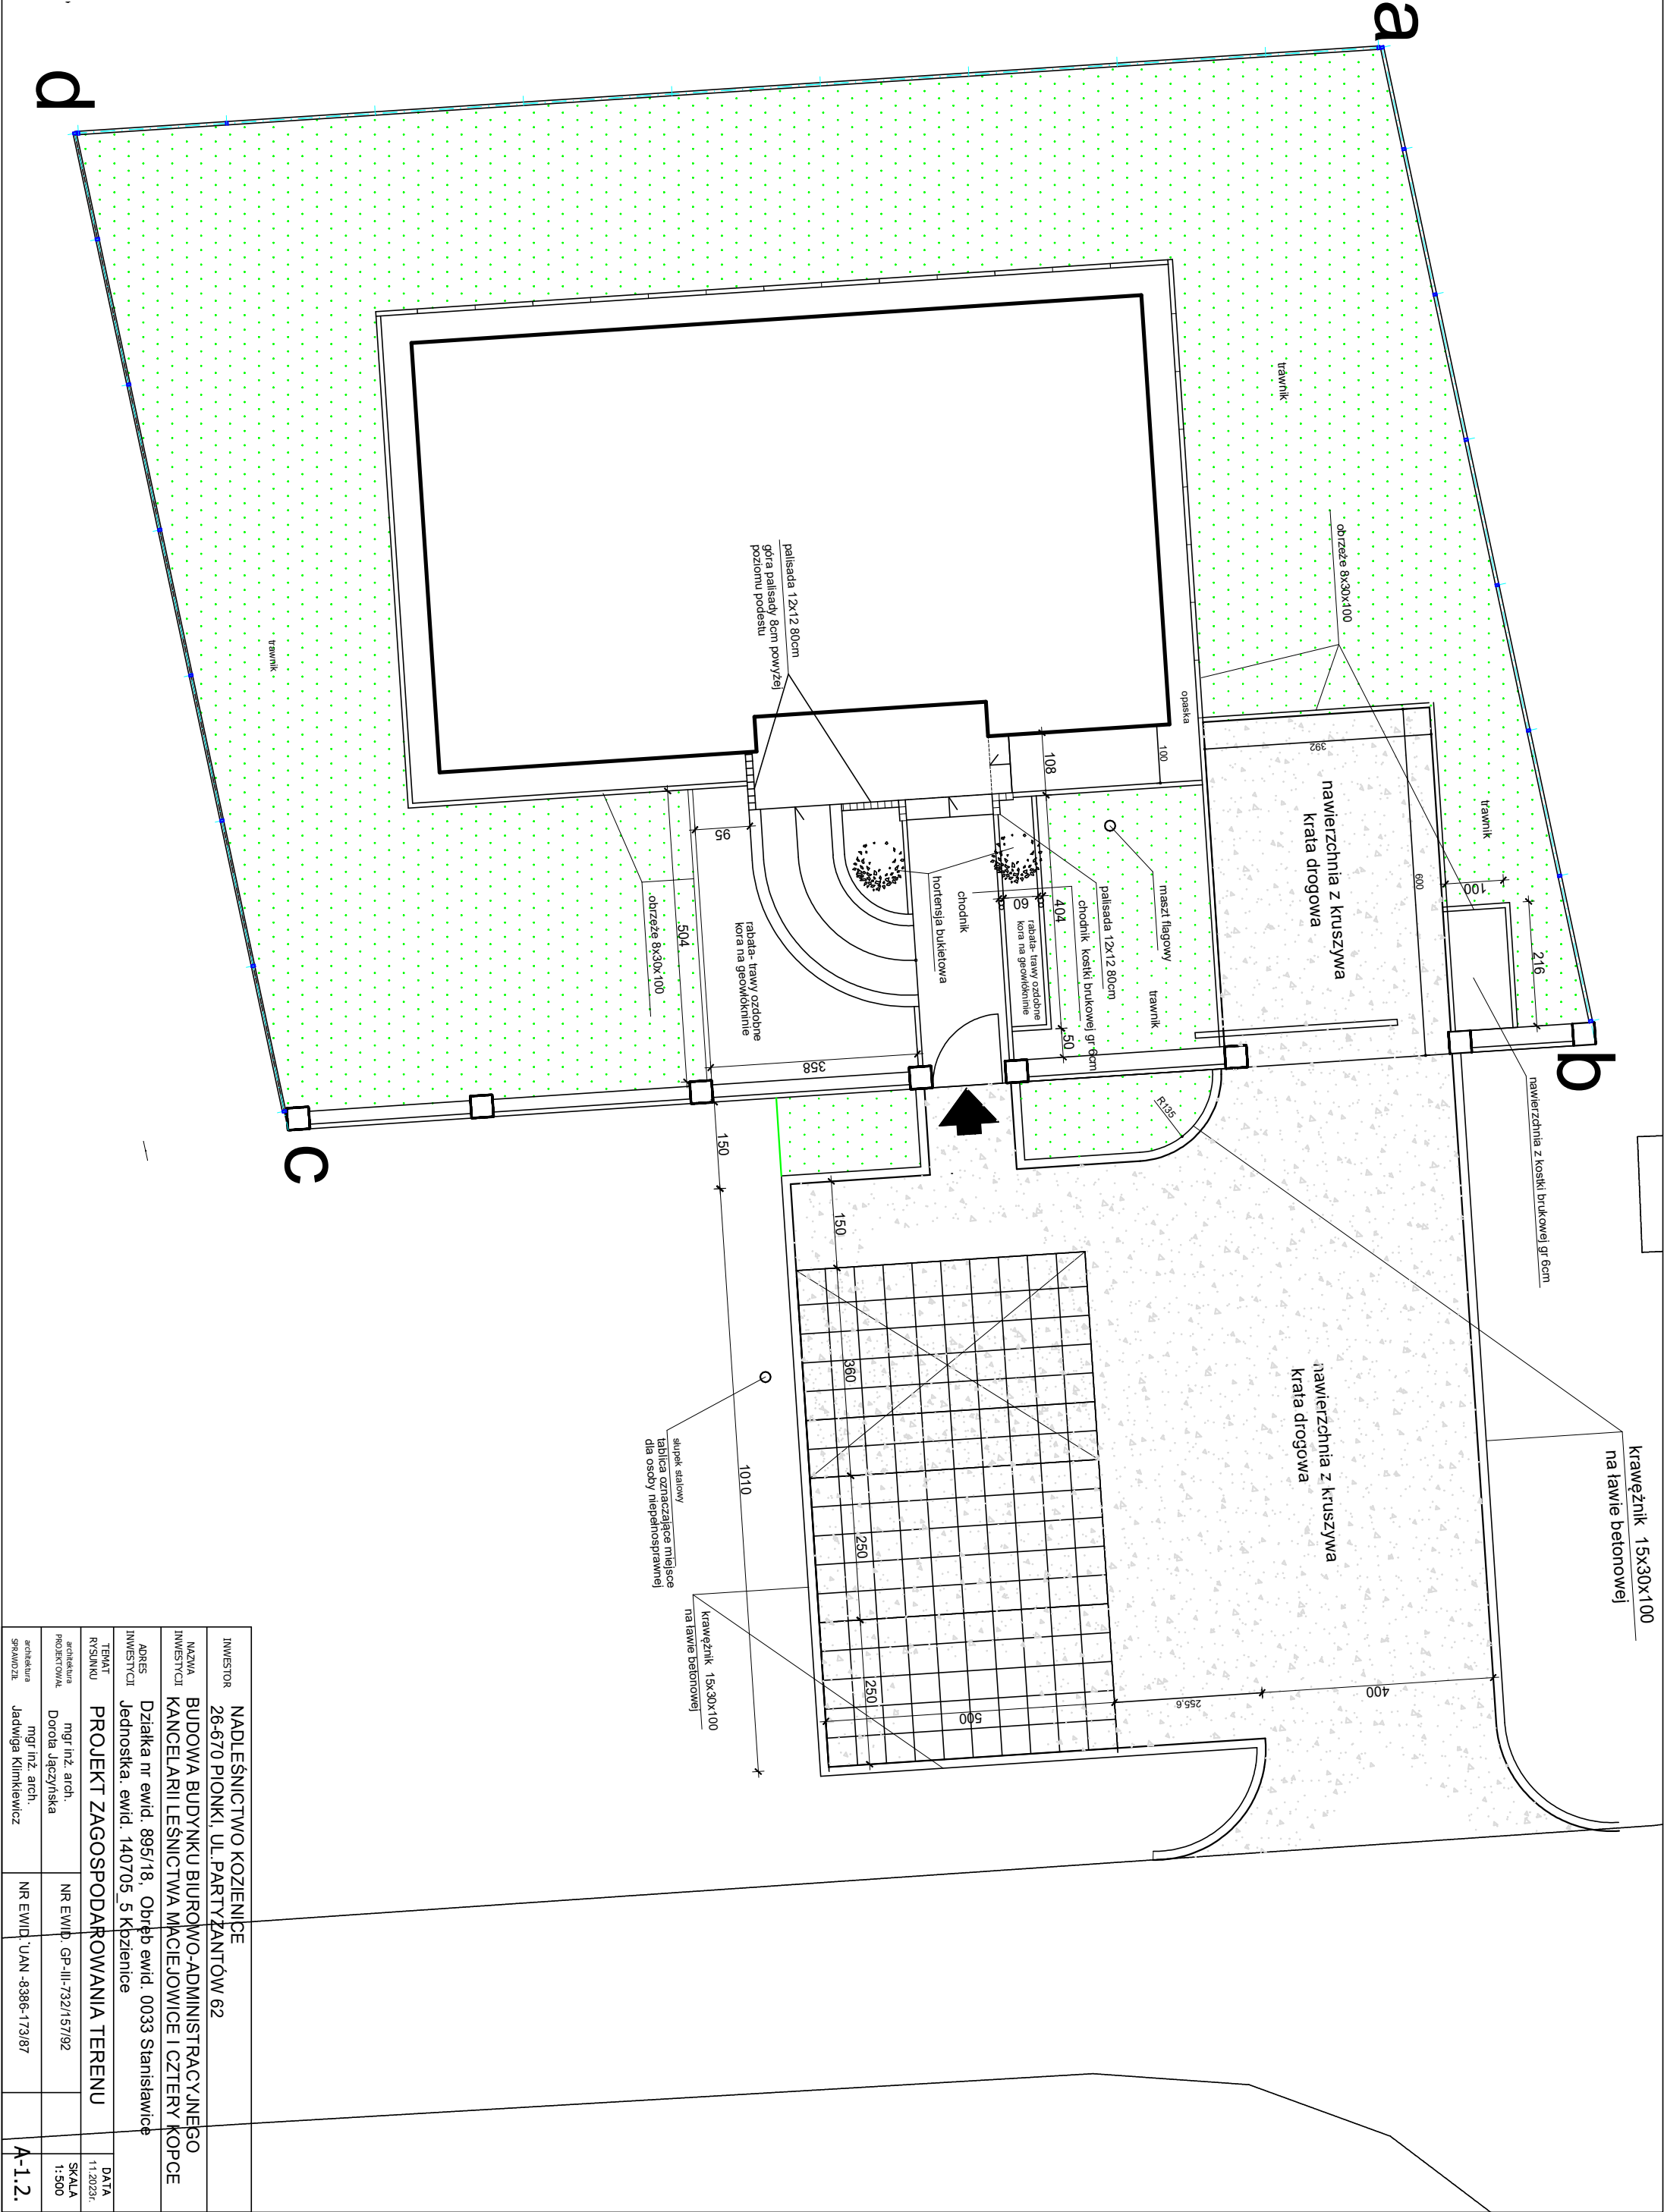 a
b
c
d
krawężnik 15x30x100
na ławie betonowej
nawierzchnia z kostki brukowej gr 6cm
216
100
trawnik
obrzeże 8x30x100
trawnik
nawierzchnia z kruszywa
krata drogowa
392
600
opaska
100
108
maszt flagowy
trawnik
palisada 12x12 80cm
chodnik kostki brukowej gr 6cm
404
50
rabata- trawy ozdobne
kora na geowłókninie
8
60
8
chodnik
hortensja bukietowa
palisada 12x12 80cm
góra palisady 8cm powyżej
poziomu podestu
rabata- trawy ozdobne
kora na geowłókninie
95
358
504
obrzeże 8x30x100
trawnik
R135
150
150
nawierzchnia z kruszywa
krata drogowa
360
250
250
500
255.6
400
1010
słupek stalowy
tablica oznaczające miejsce
dla osoby niepełnosprawnej
krawężnik 15x30x100
na ławie betonowej
INWESTOR
NADLEŚNICTWO KOZIENICE
26-670 PIONKI, UL.PARTYZANTÓW 62
NAZWA
INWESTYCJI
BUDOWA BUDYNKU BIUROWO-ADMINISTRACYJNEGO
KANCELARII LEŚNICTWA MACIEJOWICE I CZTERY KOPCE
ADRES
INWESTYCJI
Działka nr ewid. 895/18, Obręb ewid. 0033 Stanisławice
Jednostka. ewid. 140705_5 Kozienice
TEMAT
RYSUNKU
PROJEKT ZAGOSPODAROWANIA TERENU
DATA
11.2023r.
architektura
PROJEKTOWAŁ
mgr inż. arch.
Dorota Jączyńska
NR EWID. GP-III-732/157/92
SKALA
1:500
architektura
SPRAWDZIŁ
mgr inż. arch.
Jadwiga Klimkiewicz
NR EWID. UAN -8386-173/87
A-1.2.